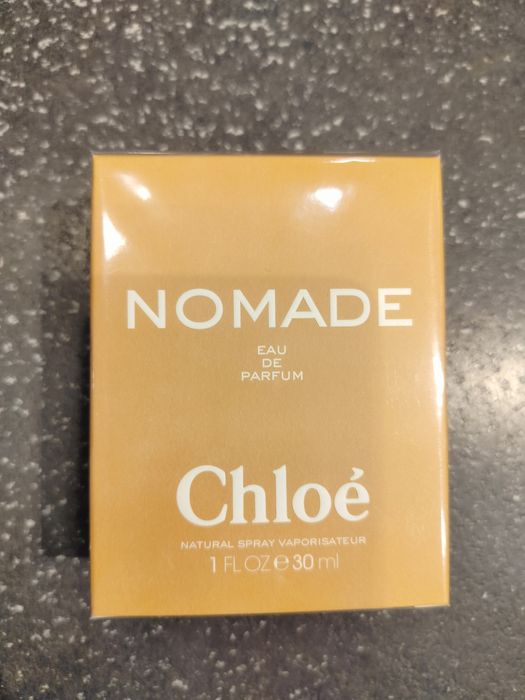 NOMADE
EAU
DE
PARFUM
Chloé
NATURAL SPRAY VAPORISATEUR
1 FL OZ ℮ 30 ml